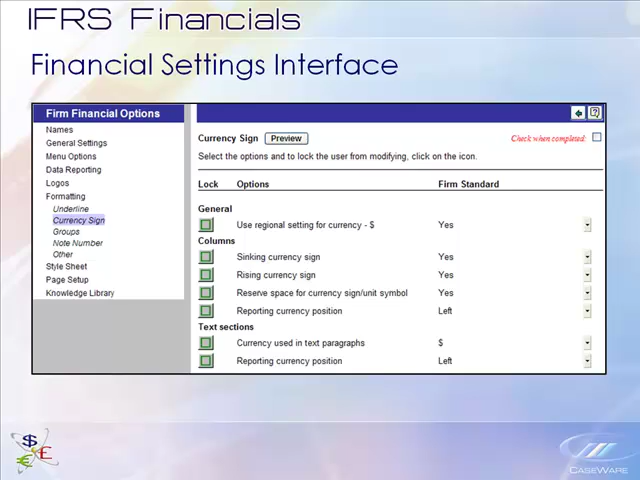 IFRS Financials
Financial Settings Interface
Firm Financial Options
Names
General Settings
Menu Options
Data Reporting
Logos
Formatting
Underline
Currency Sign
Groups
Note Number
Other
Style Sheet
Page Setup
Knowledge Library
Currency Sign Preview Check when completed:
Select the options and to lock the user from modifying, click on the icon.
Lock Options Firm Standard
General
Use regional setting for currency - $ Yes
Columns
Sinking currency sign Yes
Rising currency sign Yes
Reserve space for currency sign/unit symbol Yes
Reporting currency position Left
Text sections
Currency used in text paragraphs $
Reporting currency position Left
$ £ €
CASEWARE